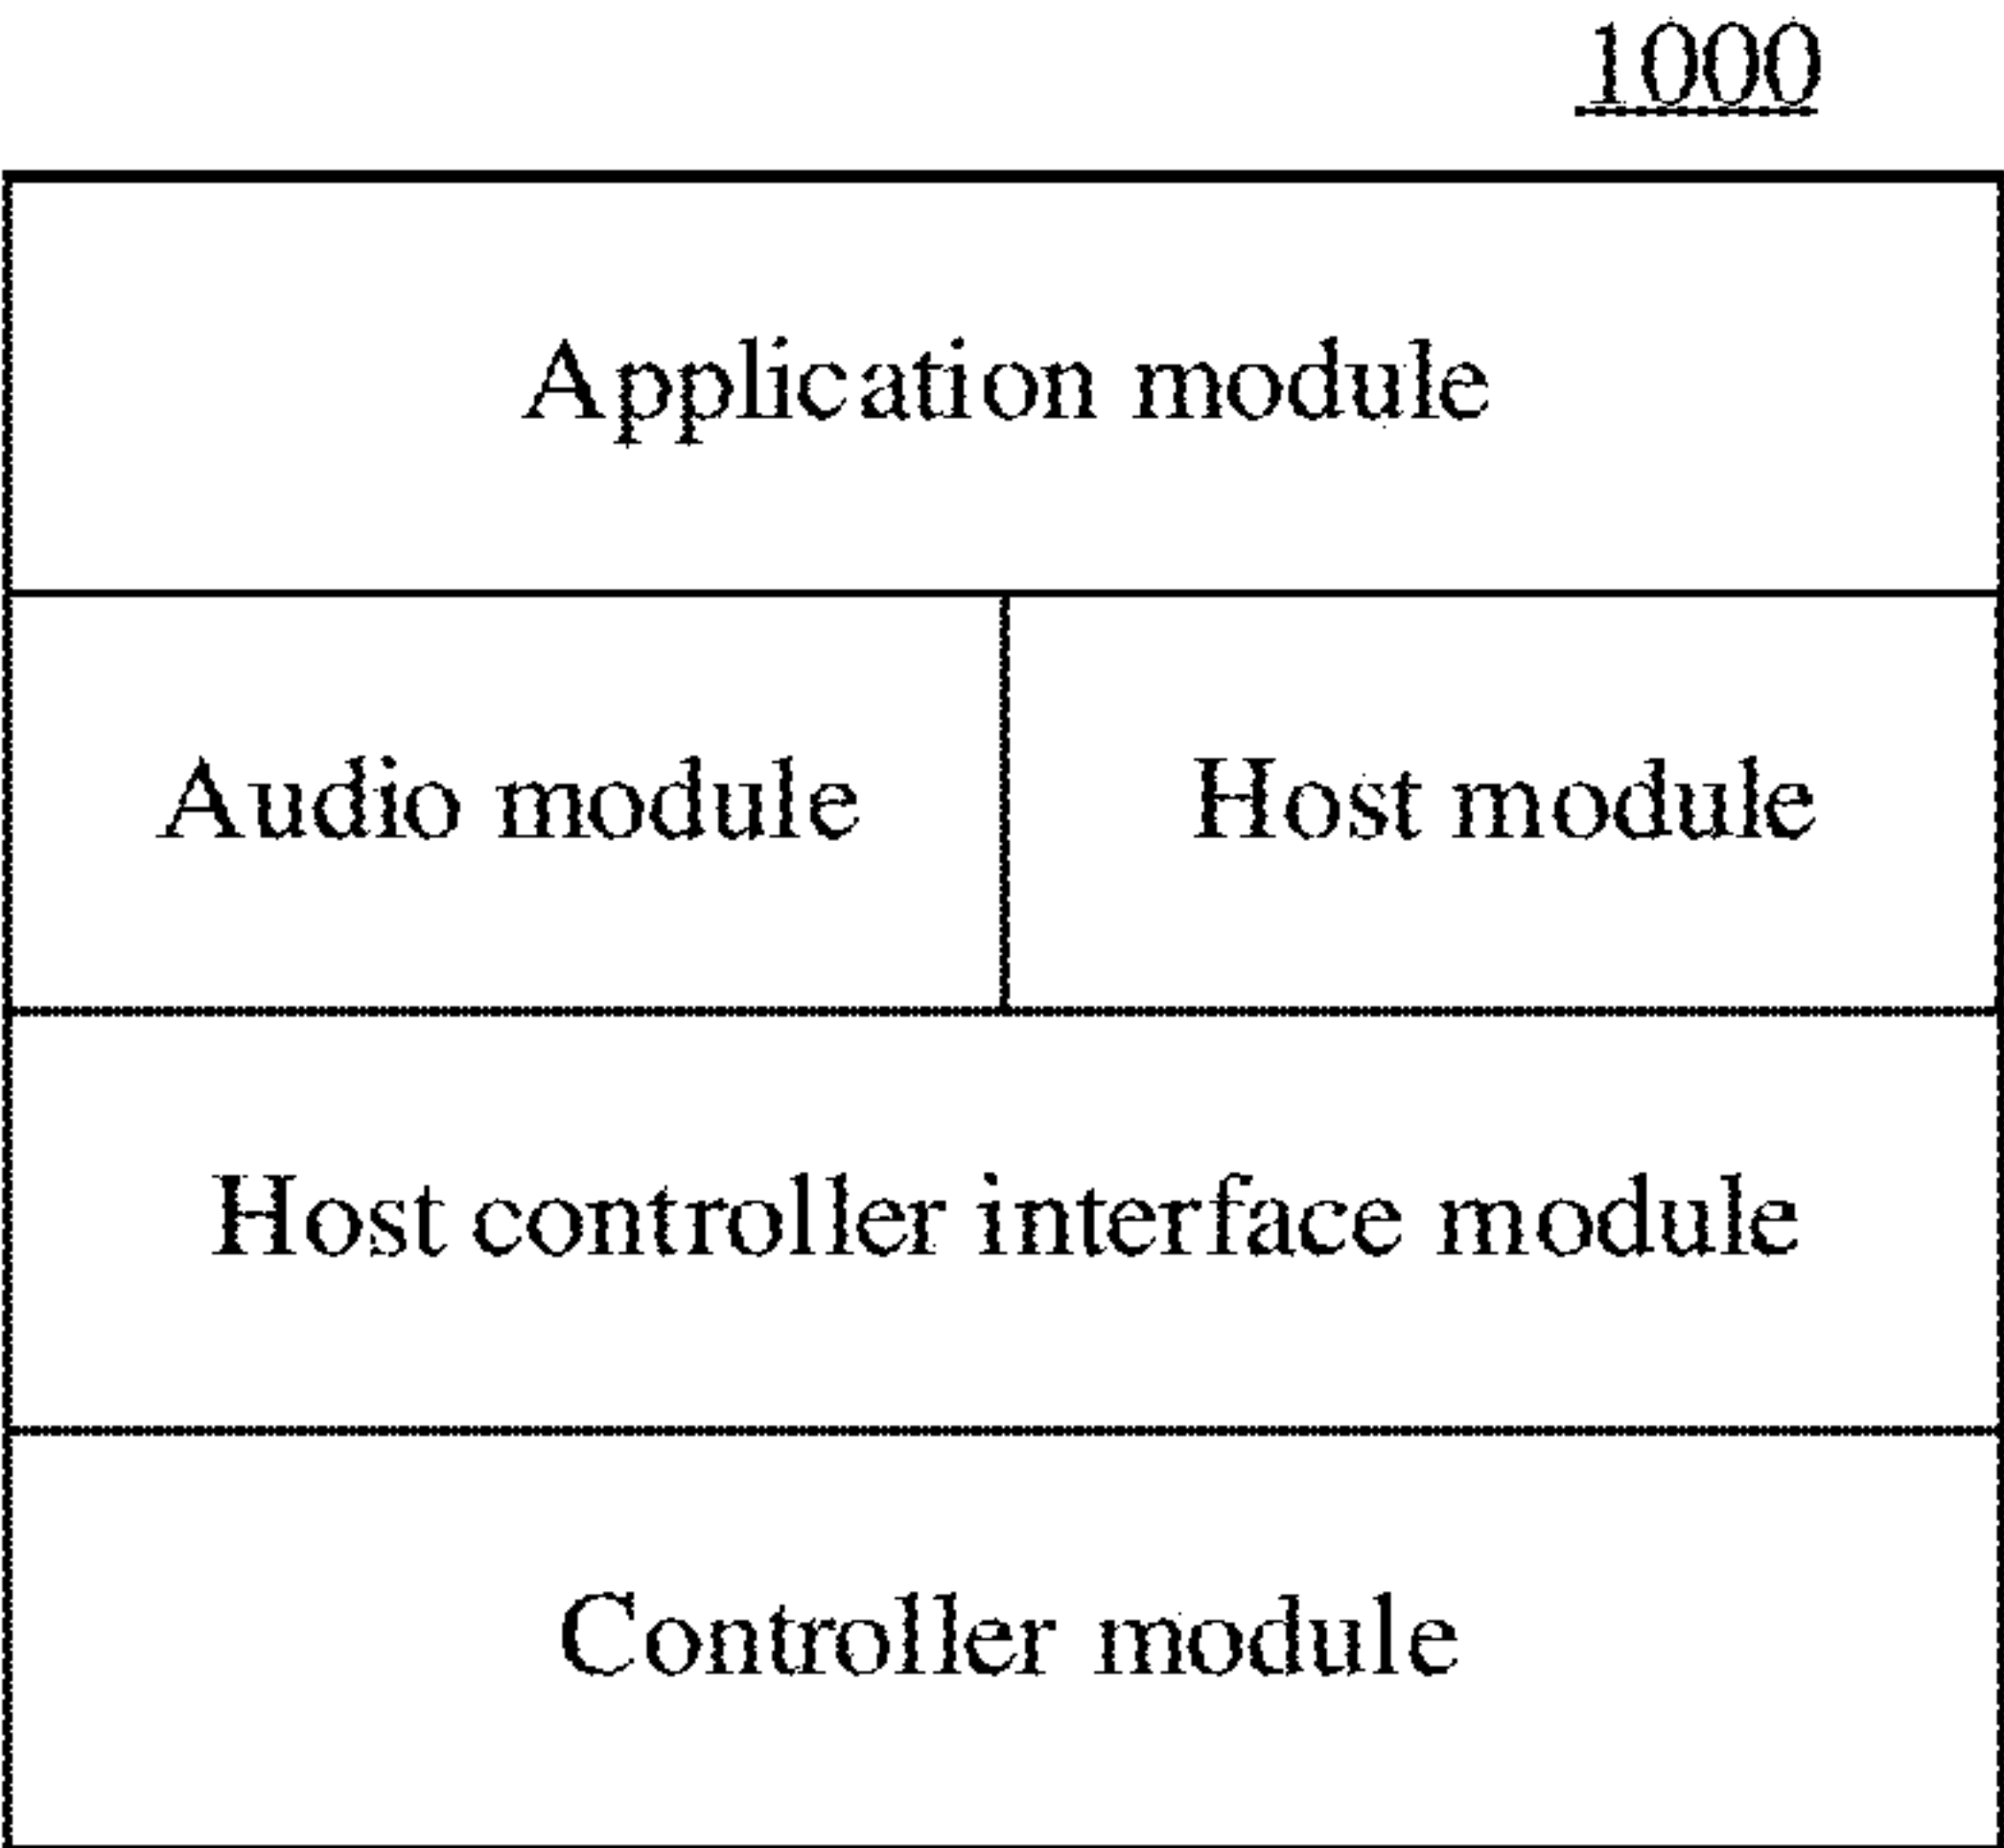 1000
Application module
Audio module
Host module
Host controller interface module
Controller module